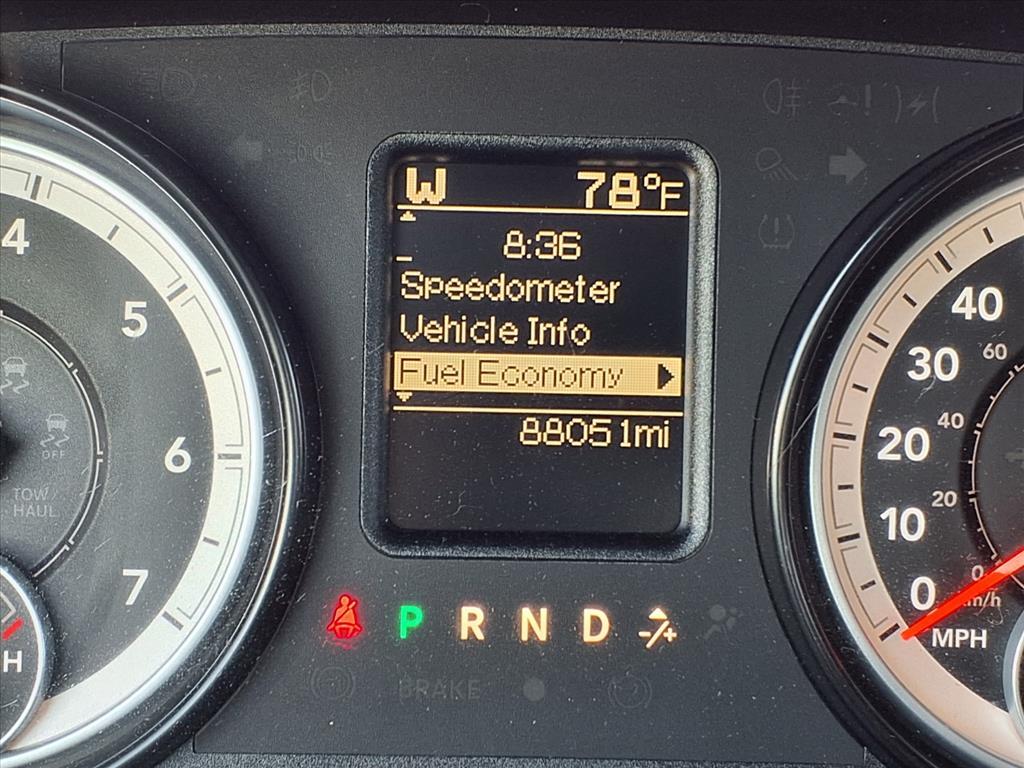 W 78°F
8:36
Speedometer
Vehicle Info
Fuel Economy
88051mi
4
5
6
7
OFF
TOW/
HAUL
H
P R N D -/+
BRAKE
40
30
20
10
0
MPH
60
40
20
0
km/h